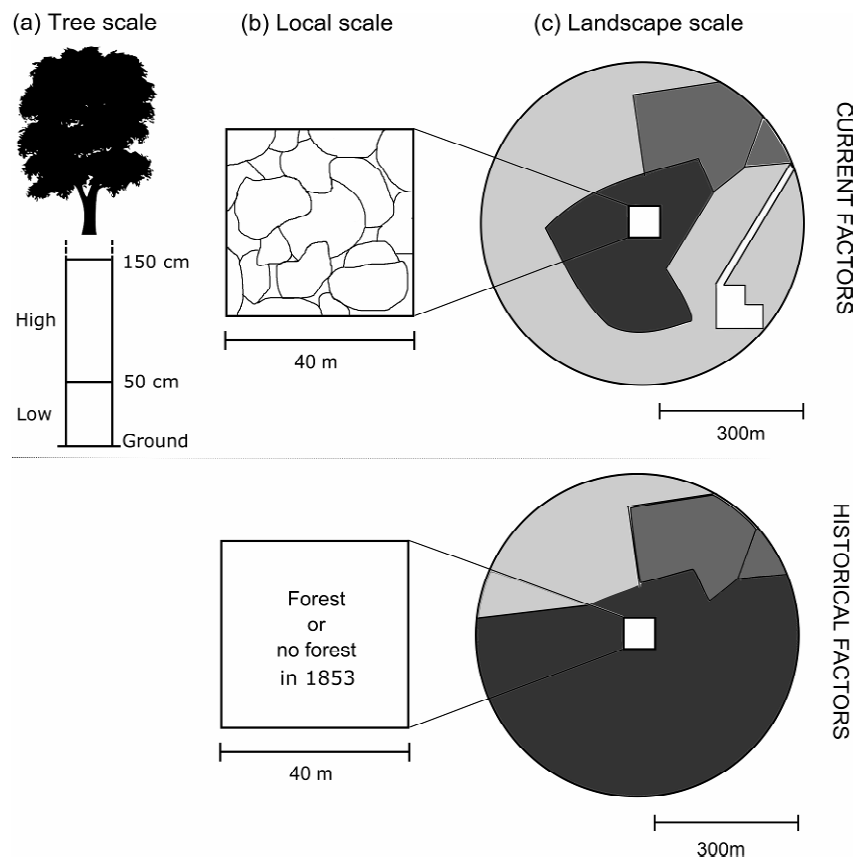 (a) Tree scale
(b) Local scale
(c) Landscape scale
CURRENT FACTORS
150 cm
High
50 cm
Low
Ground
40 m
300m
HISTORICAL FACTORS
Forest
or
no forest
in 1853
40 m
300m